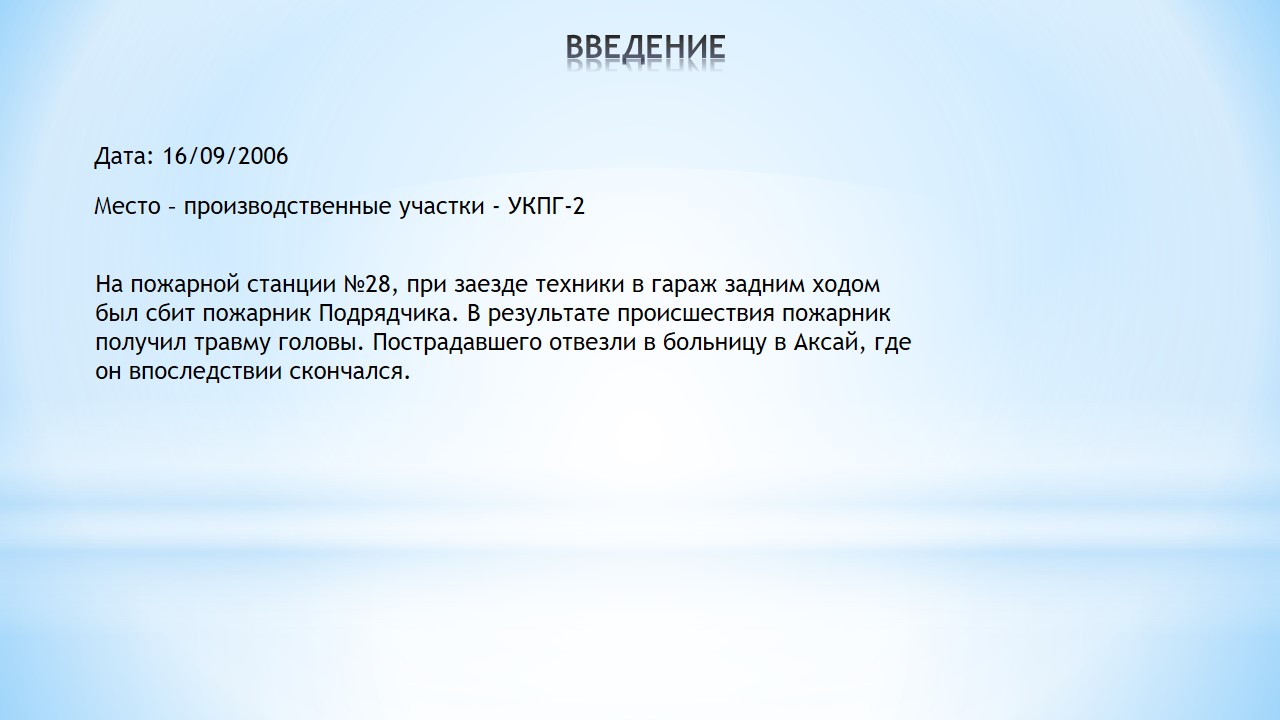 ВВЕДЕНИЕ
Дата: 16/09/2006
Место – производственные участки - УКПГ-2
На пожарной станции №28, при заезде техники в гараж задним ходом
был сбит пожарник Подрядчика. В результате происшествия пожарник
получил травму головы. Пострадавшего отвезли в больницу в Аксай, где
он впоследствии скончался.